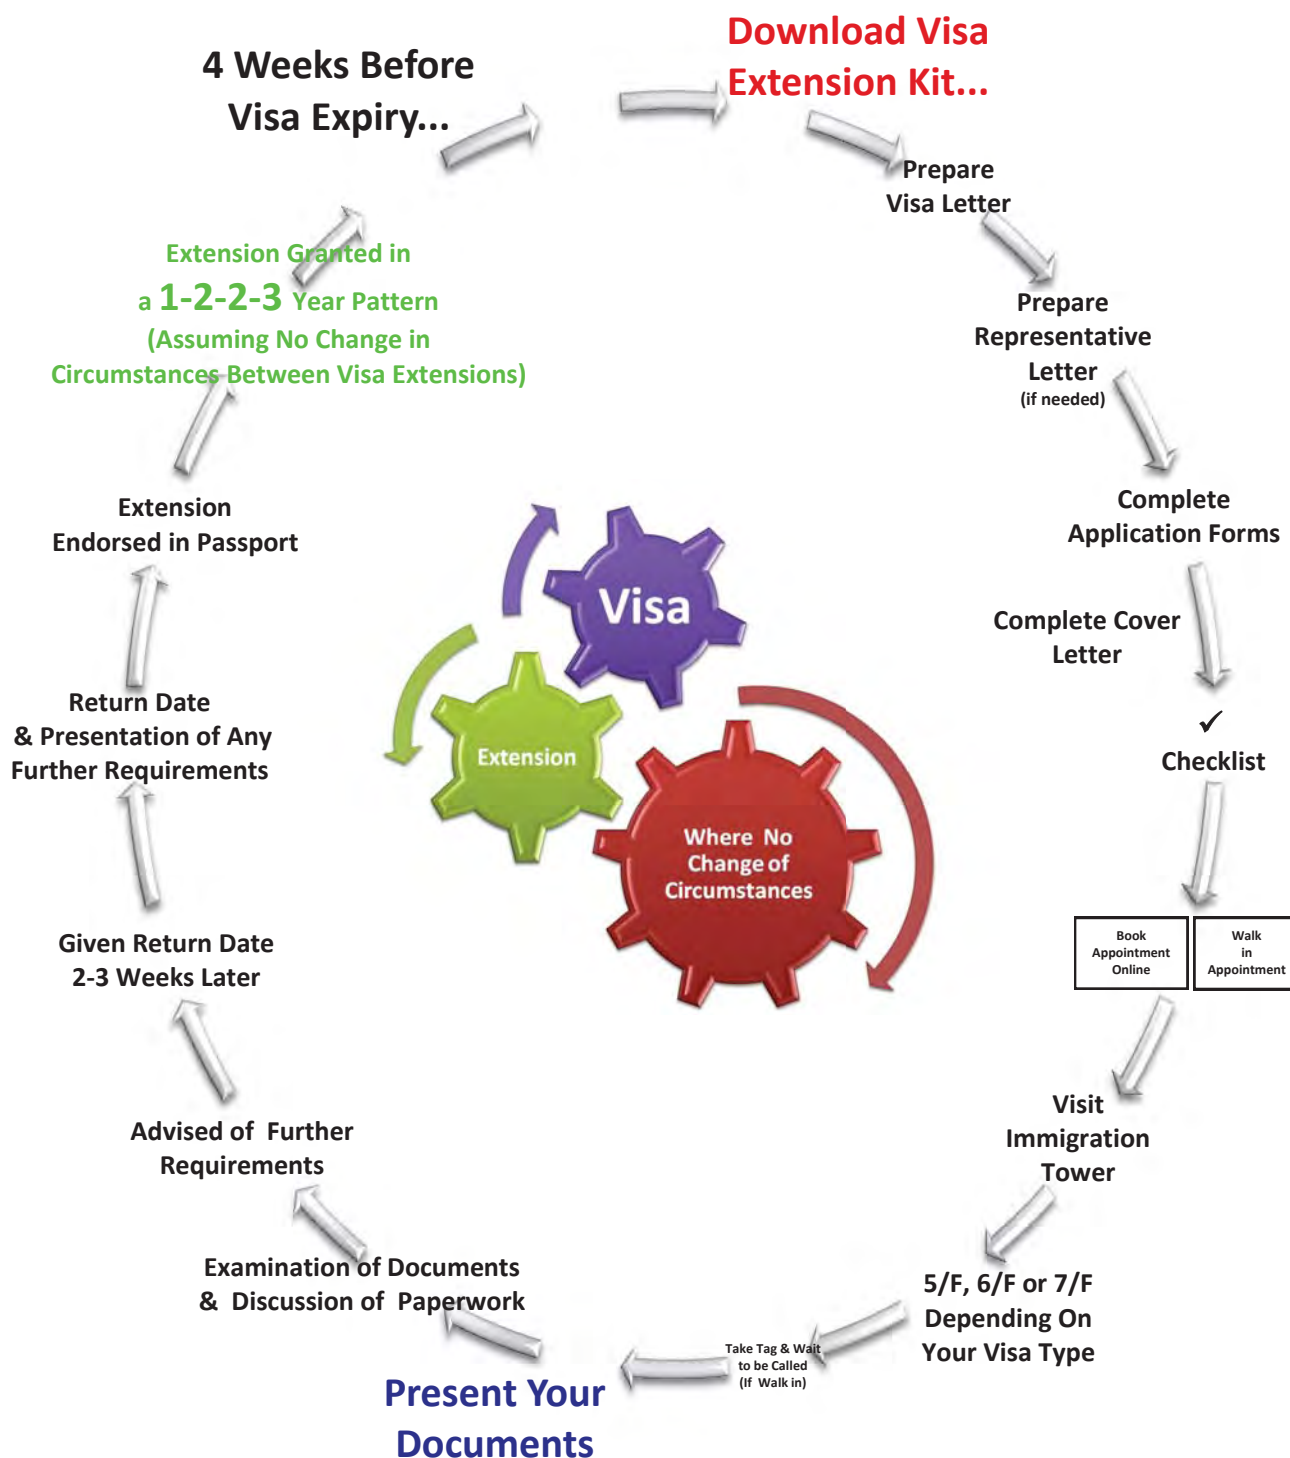 4 Weeks Before
Visa Expiry...
Download Visa
Extension Kit...
Prepare
Visa Letter
Prepare
Representative
Letter
(if needed)
Complete
Application Forms
Complete Cover
Letter
✓
Checklist
Book
Appointment
Online
Walk
in
Appointment
Visit
Immigration
Tower
5/F, 6/F or 7/F
Depending On
Your Visa Type
Take Tag & Wait
to be Called
(If Walk in)
Present Your
Documents
Examination of Documents
& Discussion of Paperwork
Advised of Further
Requirements
Given Return Date
2-3 Weeks Later
Return Date
& Presentation of Any
Further Requirements
Extension
Endorsed in Passport
Extension Granted in
a 1-2-2-3 Year Pattern
(Assuming No Change in
Circumstances Between Visa Extensions)
Visa
Extension
Where No
Change of
Circumstances